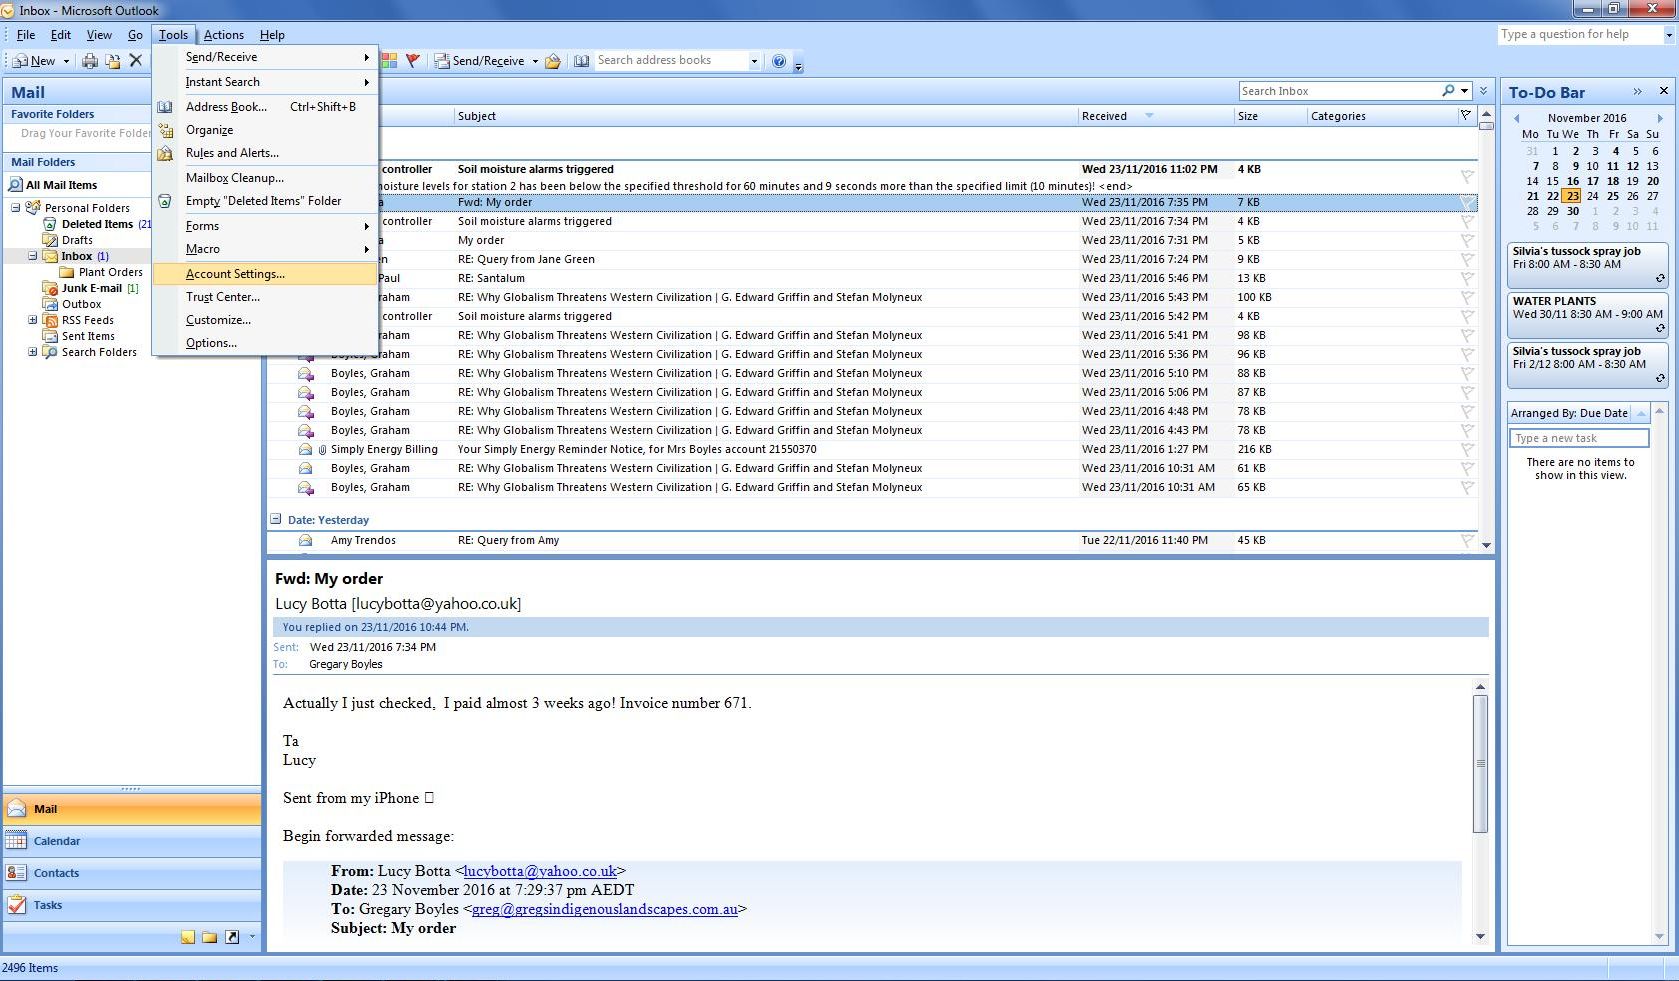 Inbox - Microsoft Outlook
File Edit View Go Tools Actions Help
Type a question for help
New
Send/Receive
Search address books
Send/Receive
Instant Search
Address Book... Ctrl+Shift+B
Organize
Rules and Alerts...
Mailbox Cleanup...
Empty "Deleted Items" Folder
Forms
Macro
Account Settings...
Trust Center...
Customize...
Options...
Mail
Favorite Folders
Drag Your Favorite Folder
Mail Folders
All Mail Items
Personal Folders
Deleted Items (21
Drafts
Inbox (1)
Plant Orders
Junk E-mail [1]
Outbox
RSS Feeds
Sent Items
Search Folders
Mail
Calendar
Contacts
Tasks
Search Inbox
Subject Received Size Categories
controller Soil moisture alarms triggered Wed 23/11/2016 11:02 PM 4 KB
noisture levels for station 2 has been below the specified threshold for 60 minutes and 9 seconds more than the specified limit (10 minutes)! <end>
a Fwd: My order Wed 23/11/2016 7:35 PM 7 KB
controller Soil moisture alarms triggered Wed 23/11/2016 7:34 PM 4 KB
a My order Wed 23/11/2016 7:31 PM 5 KB
en RE: Query from Jane Green Wed 23/11/2016 7:24 PM 9 KB
Paul RE: Santalum Wed 23/11/2016 5:46 PM 13 KB
raham RE: Why Globalism Threatens Western Civilization | G. Edward Griffin and Stefan Molyneux Wed 23/11/2016 5:43 PM 100 KB
controller Soil moisture alarms triggered Wed 23/11/2016 5:42 PM 4 KB
raham RE: Why Globalism Threatens Western Civilization | G. Edward Griffin and Stefan Molyneux Wed 23/11/2016 5:41 PM 98 KB
Boyles, Graham RE: Why Globalism Threatens Western Civilization | G. Edward Griffin and Stefan Molyneux Wed 23/11/2016 5:36 PM 96 KB
Boyles, Graham RE: Why Globalism Threatens Western Civilization | G. Edward Griffin and Stefan Molyneux Wed 23/11/2016 5:10 PM 88 KB
Boyles, Graham RE: Why Globalism Threatens Western Civilization | G. Edward Griffin and Stefan Molyneux Wed 23/11/2016 5:06 PM 87 KB
Boyles, Graham RE: Why Globalism Threatens Western Civilization | G. Edward Griffin and Stefan Molyneux Wed 23/11/2016 4:48 PM 78 KB
Boyles, Graham RE: Why Globalism Threatens Western Civilization | G. Edward Griffin and Stefan Molyneux Wed 23/11/2016 4:43 PM 78 KB
Simply Energy Billing Your Simply Energy Reminder Notice, for Mrs Boyles account 21550370 Wed 23/11/2016 1:27 PM 216 KB
Boyles, Graham RE: Why Globalism Threatens Western Civilization | G. Edward Griffin and Stefan Molyneux Wed 23/11/2016 10:31 AM 61 KB
Boyles, Graham RE: Why Globalism Threatens Western Civilization | G. Edward Griffin and Stefan Molyneux Wed 23/11/2016 10:31 AM 65 KB
Date: Yesterday
Amy Trendos RE: Query from Amy Tue 22/11/2016 11:40 PM 45 KB
Fwd: My order
Lucy Botta [lucybotta@yahoo.co.uk]
You replied on 23/11/2016 10:44 PM.
Sent: Wed 23/11/2016 7:34 PM
To: Gregary Boyles
Actually I just checked, I paid almost 3 weeks ago! Invoice number 671.
Ta
Lucy
Sent from my iPhone
Begin forwarded message:
From: Lucy Botta <lucybotta@yahoo.co.uk>
Date: 23 November 2016 at 7:29:37 pm AEDT
To: Gregary Boyles <greg@gregsindigenouslandscapes.com.au>
Subject: My order
To-Do Bar
November 2016
Mo Tu We Th Fr Sa Su
31 1 2 3 4 5 6
7 8 9 10 11 12 13
14 15 16 17 18 19 20
21 22 23 24 25 26 27
28 29 30 1 2 3 4
5 6 7 8 9 10 11
Silvia's tussock spray job
Fri 8:00 AM - 8:30 AM
WATER PLANTS
Wed 30/11 8:30 AM - 9:00 AM
Silvia's tussock spray job
Fri 2/12 8:00 AM - 8:30 AM
Arranged By: Due Date
Type a new task
There are no items to
show in this view.
2496 Items